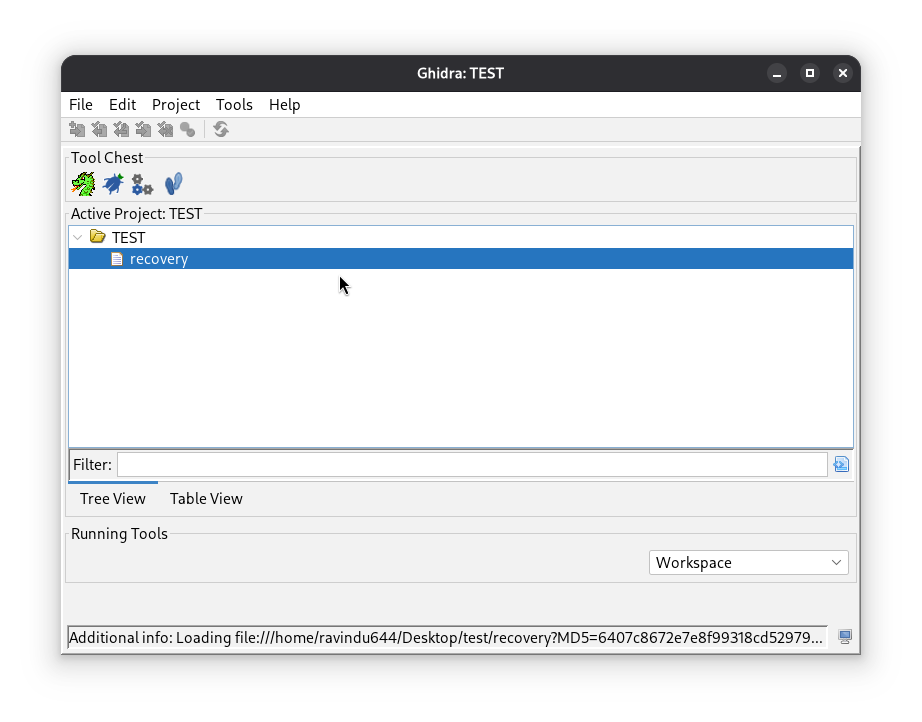 Ghidra: TEST
File Edit Project Tools Help
Tool Chest
Active Project: TEST
TEST
recovery
Filter:
Tree View Table View
Running Tools
Workspace
Additional info: Loading file:///home/ravindu644/Desktop/test/recovery?MD5=6407c8672e7e8f99318cd52979...